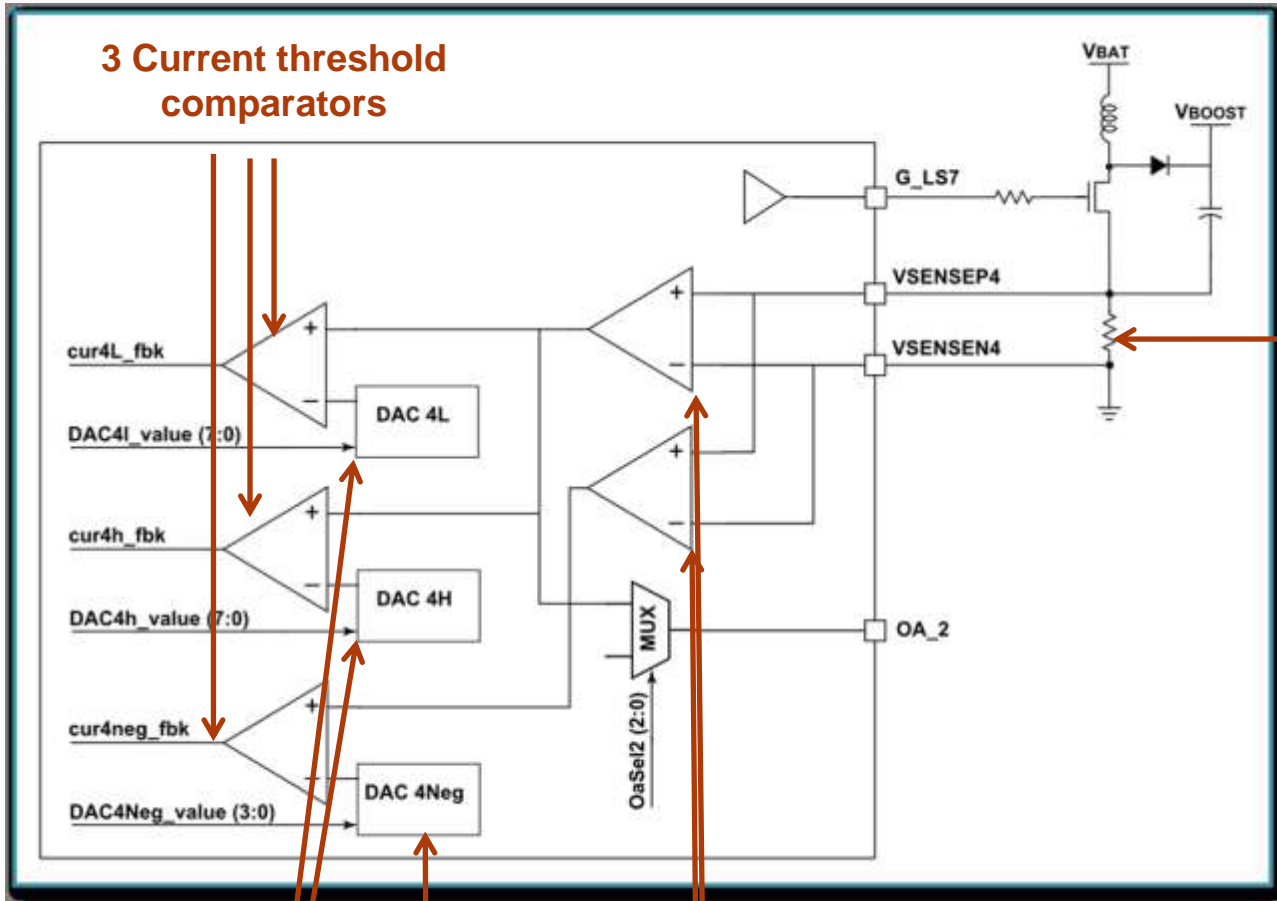 3 Current threshold
comparators
VBAT
VBOOST
G_LS7
VSENSEP4
VSENSEN4
+
−
cur4L_fbk
+
−
DAC 4L
DAC4l_value (7:0)
+
−
cur4h_fbk
+
−
DAC 4H
DAC4h_value (7:0)
MUX
OA_2
OaSel2 (2:0)
cur4neg_fbk
+
−
DAC 4Neg
DAC4Neg_value (3:0)